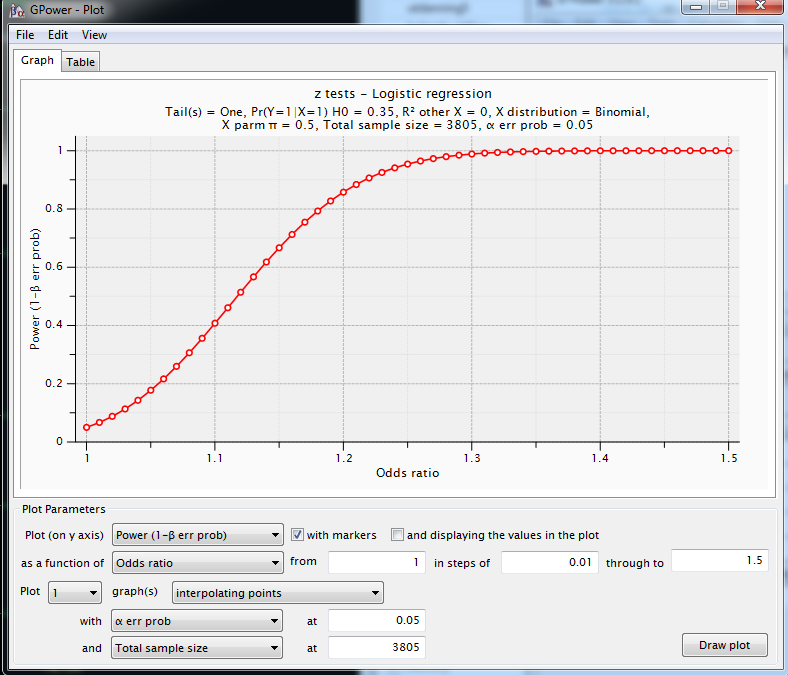 GPower - Plot
File Edit View
Graph Table
z tests - Logistic regression
Tail(s) = One, Pr(Y=1|X=1) H0 = 0.35, R² other X = 0, X distribution = Binomial,
X parm π = 0.5, Total sample size = 3805, α err prob = 0.05
Power (1-β err prob)
1
0.8
0.6
0.4
0.2
0
1 1.1 1.2 1.3 1.4 1.5
Odds ratio
Plot Parameters
Plot (on y axis) Power (1-β err prob) with markers and displaying the values in the plot
as a function of Odds ratio from 1 in steps of 0.01 through to 1.5
Plot 1 graph(s) interpolating points
with α err prob at 0.05
and Total sample size at 3805
Draw plot